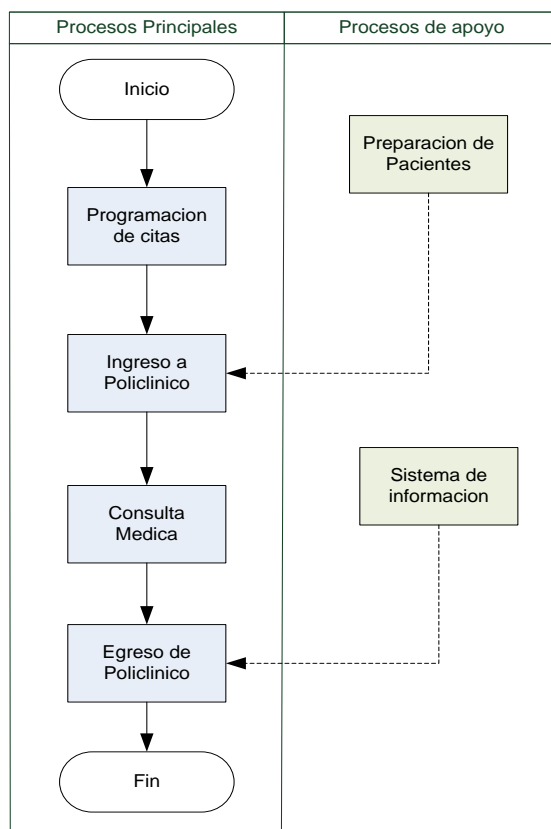 Procesos Principales
Procesos de apoyo
Inicio
Preparacion de
Pacientes
Programacion
de citas
Ingreso a
Policlinico
Sistema de
informacion
Consulta
Medica
Egreso de
Policlinico
Fin